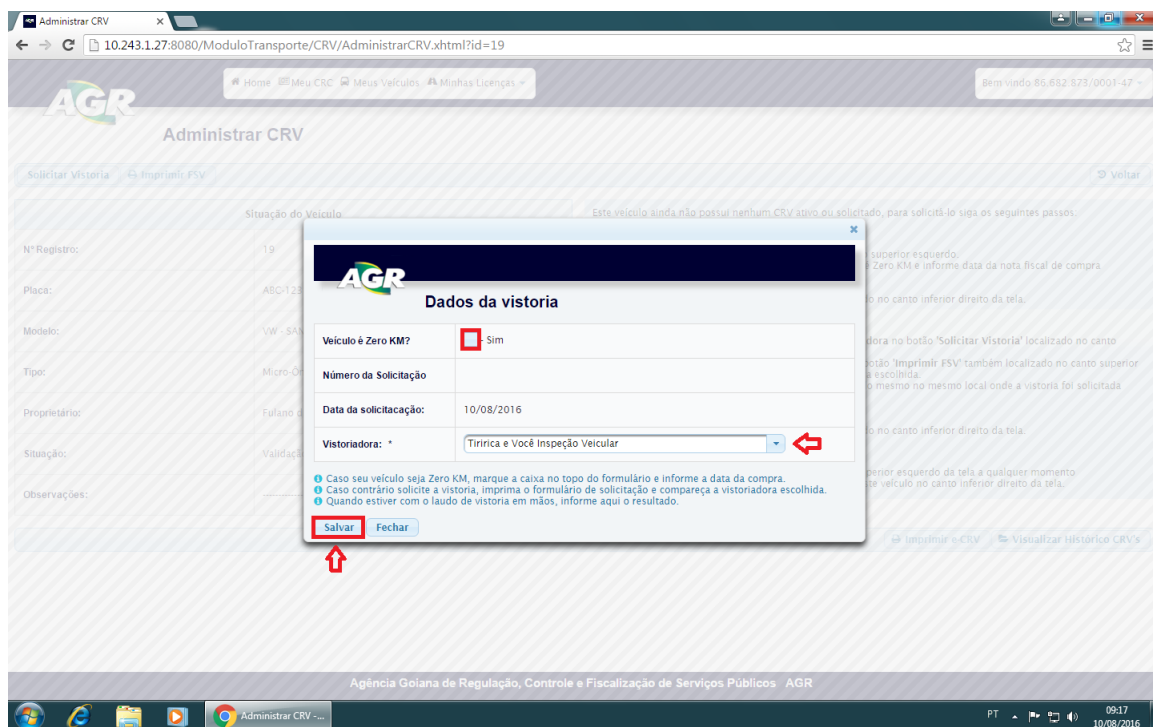 Administrar CRV
10.243.1.27:8080/ModuloTransporte/CRV/AdministrarCRV.xhtml?id=19
Home Meu CRC Meus Veículos Minhas Licenças
Bem vindo 86.682.873/0001-47
AGR
Administrar CRV
Solicitar Vistoria Imprimir FSV
Voltar
Situação do Veículo
Este veículo ainda não possui nenhum CRV ativo ou solicitado, para solicitá-lo siga os seguintes passos.
Nº Registro: 19
superior esquerdo.
Zero KM e informe data da nota fiscal de compra
Placa: ABC-123
o no canto inferior direito da tela.
Modelo: VW - SAN
dora no botão 'Solicitar Vistoria' localizado no canto
Tipo: Micro-Ôn
otão 'Imprimir FSV' também localizado no canto superior
a escolhida.
o mesmo no mesmo local onde a vistoria foi solicitada
Proprietário: Fulano d
o no canto inferior direito da tela.
Situação: Validaçã
perior esquerdo da tela a qualquer momento
te veículo no canto inferior direito da tela.
Observações:
Imprimir e-CRV Visualizar Histórico CRV's
AGR
Dados da vistoria
Veículo é Zero KM? - Sim
Número da Solicitação
Data da solicitacação: 10/08/2016
Vistoriadora: * Tiririca e Você Inspeção Veicular
Caso seu veículo seja Zero KM, marque a caixa no topo do formulário e informe a data da compra.
Caso contrário solicite a vistoria, imprima o formulário de solicitação e compareça a vistoriadora escolhida.
Quando estiver com o laudo de vistoria em mãos, informe aqui o resultado.
Salvar Fechar
Agência Goiana de Regulação, Controle e Fiscalização de Serviços Públicos AGR
Administrar CRV -...
PT
09:17
10/08/2016